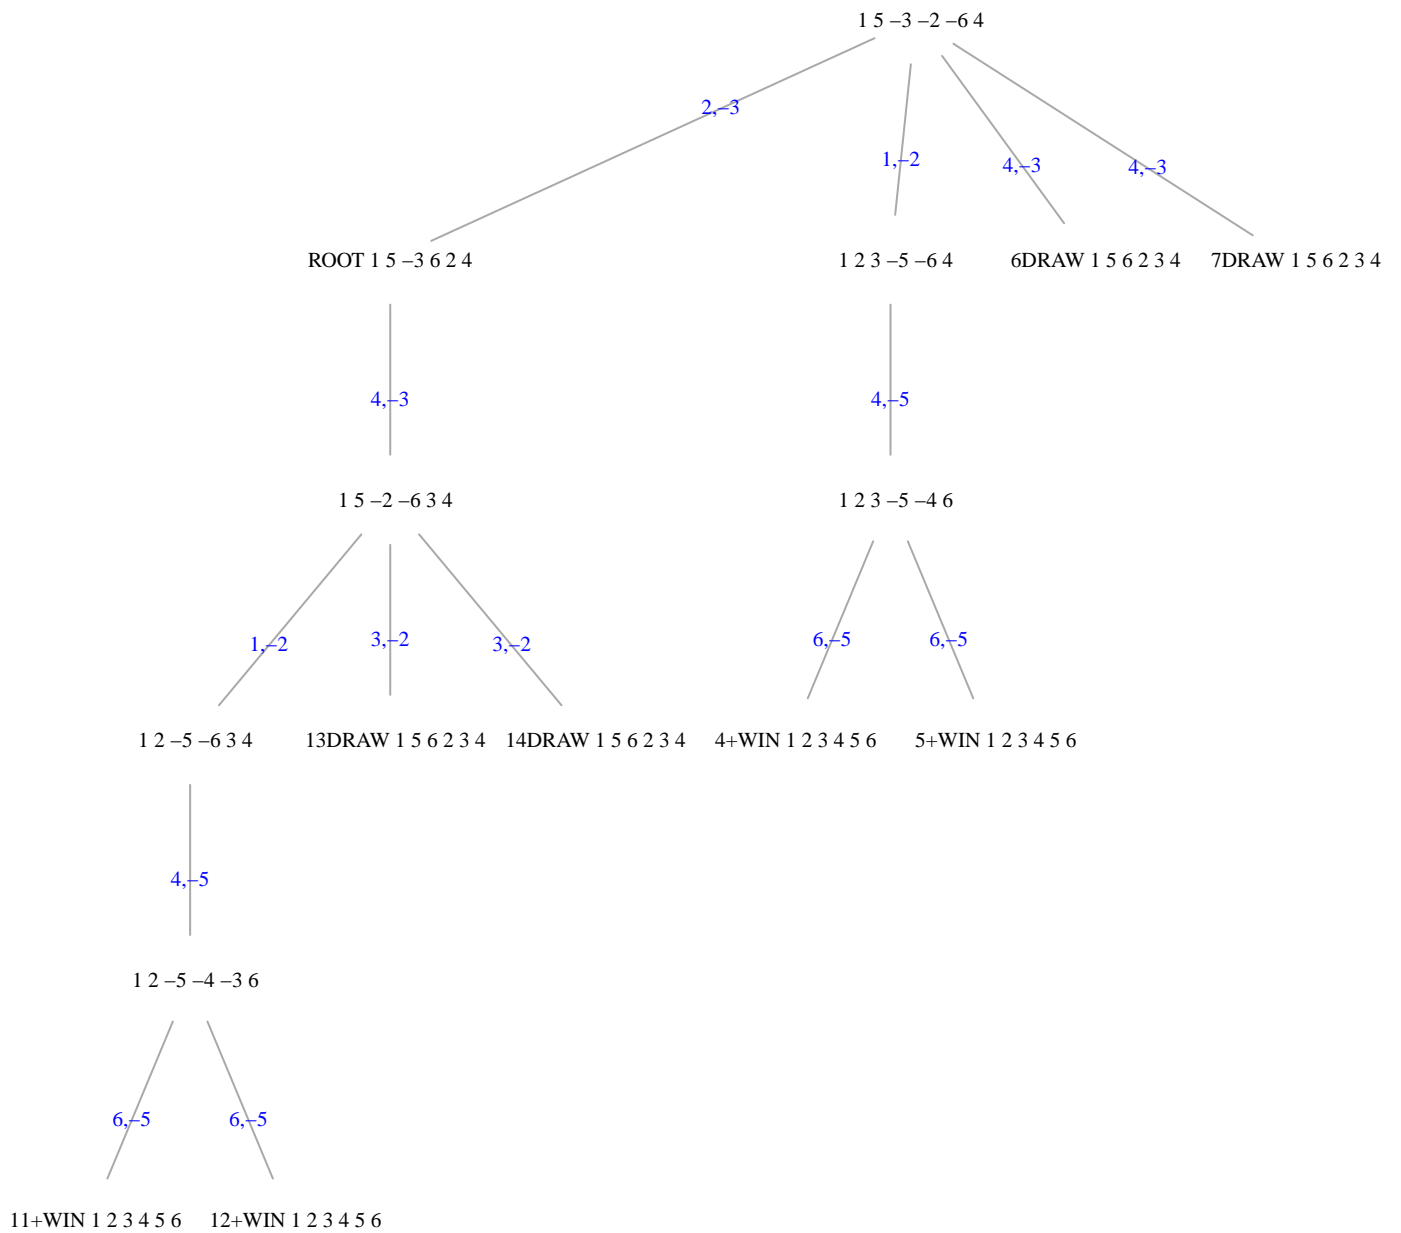 1 5 –3 –2 –6 4
2,–3
1,–2
4,–3
4,–3
ROOT 1 5 –3 6 2 4
1 2 3 –5 –6 4
6DRAW 1 5 6 2 3 4
7DRAW 1 5 6 2 3 4
4,–3
4,–5
1 5 –2 –6 3 4
1 2 3 –5 –4 6
1,–2
3,–2
3,–2
6,–5
6,–5
1 2 –5 –6 3 4
13DRAW 1 5 6 2 3 4
14DRAW 1 5 6 2 3 4
4+WIN 1 2 3 4 5 6
5+WIN 1 2 3 4 5 6
4,–5
1 2 –5 –4 –3 6
6,–5
6,–5
11+WIN 1 2 3 4 5 6
12+WIN 1 2 3 4 5 6